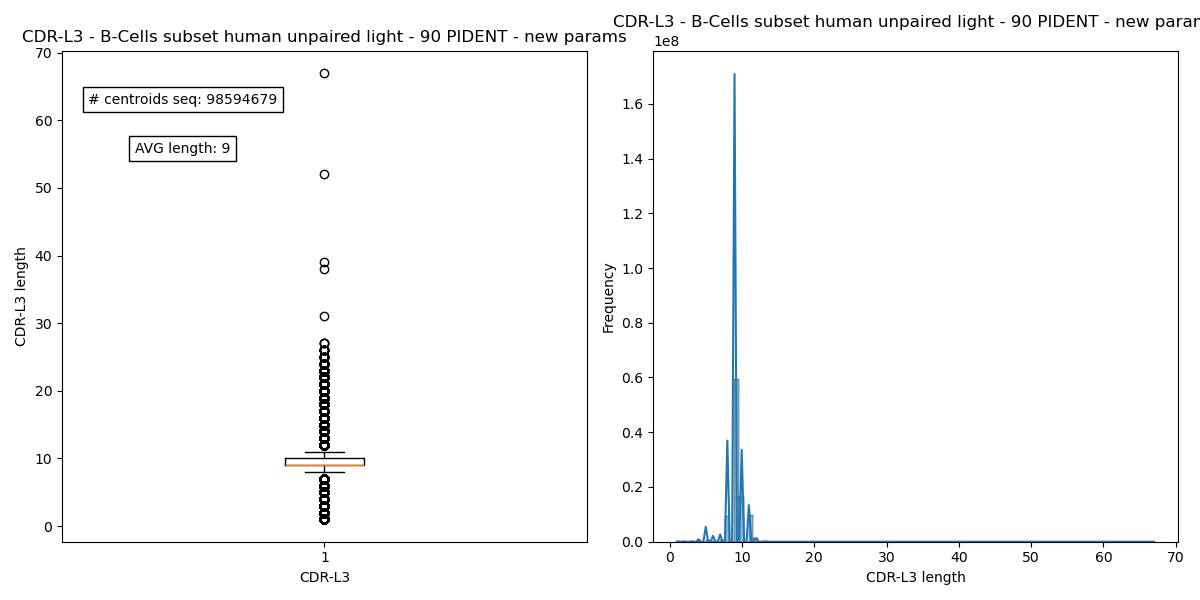 CDR-L3 - B-Cells subset human unpaired light - 90 PIDENT - new params
70
60
50
40
30
20
10
0
CDR-L3 length
# centroids seq: 98594679
AVG length: 9
1
CDR-L3
CDR-L3 - B-Cells subset human unpaired light - 90 PIDENT - new
1e8
1.6
1.4
1.2
1.0
0.8
0.6
0.4
0.2
0.0
Frequency
0 10 20 30 40 50 60 70
CDR-L3 length